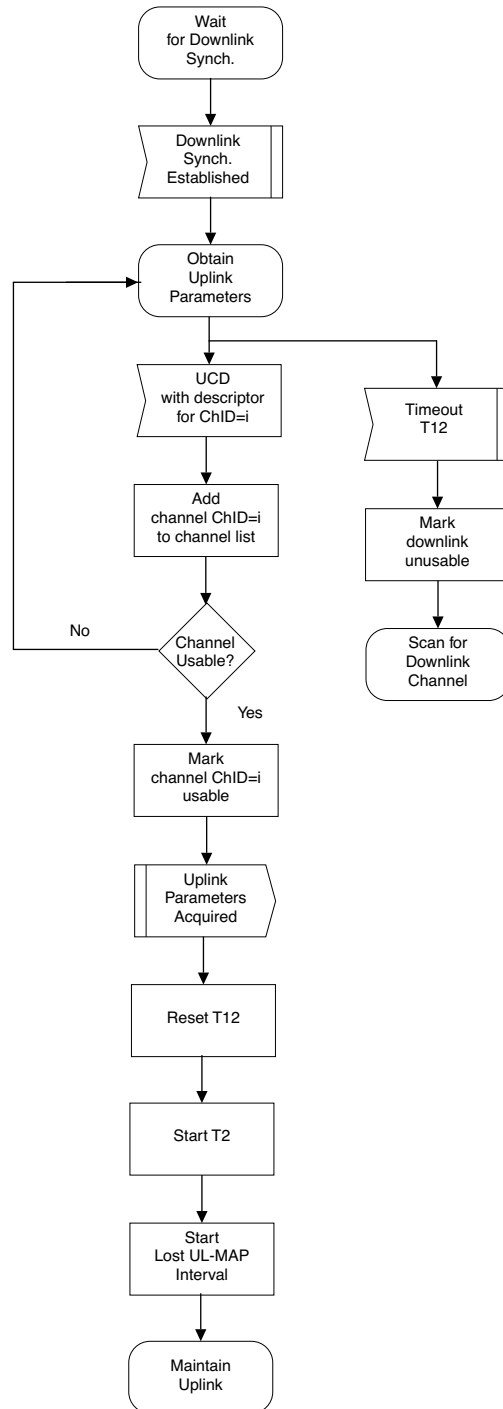 Wait
for Downlink
Synch.
Downlink
Synch.
Established
Obtain
Uplink
Parameters
UCD
with descriptor
for ChID=i
Timeout
T12
Add
channel ChID=i
to channel list
Mark
downlink
unusable
No
Channel
Usable?
Scan for
Downlink
Channel
Yes
Mark
channel ChID=i
usable
Uplink
Parameters
Acquired
Reset T12
Start T2
Start
Lost UL-MAP
Interval
Maintain
Uplink